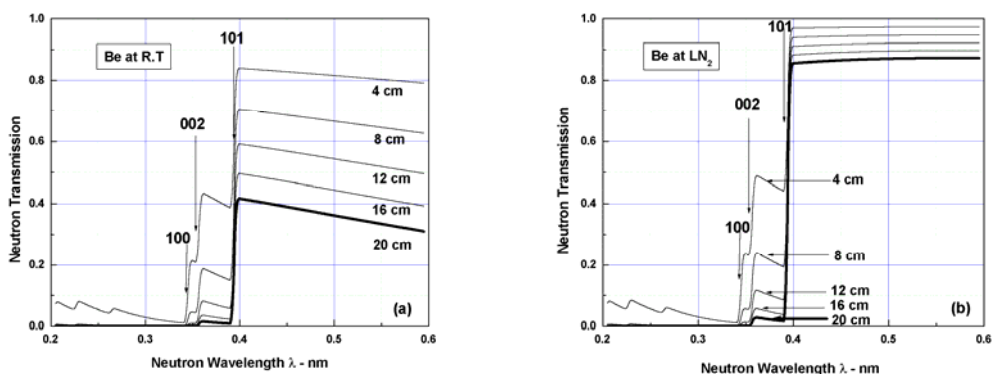 1.0
0.8
0.6
0.4
0.2
0.0
Neutron Transmission
Be at R.T
101
002
100
4 cm
8 cm
12 cm
16 cm
20 cm
(a)
0.2 0.3 0.4 0.5 0.6
Neutron Wavelength λ - nm
1.0
0.8
0.6
0.4
0.2
0.0
Neutron Transmission
Be at LN₂
101
002
100
4 cm
8 cm
12 cm
16 cm
20 cm
(b)
0.2 0.3 0.4 0.5 0.6
Neutron Wavelength λ - nm